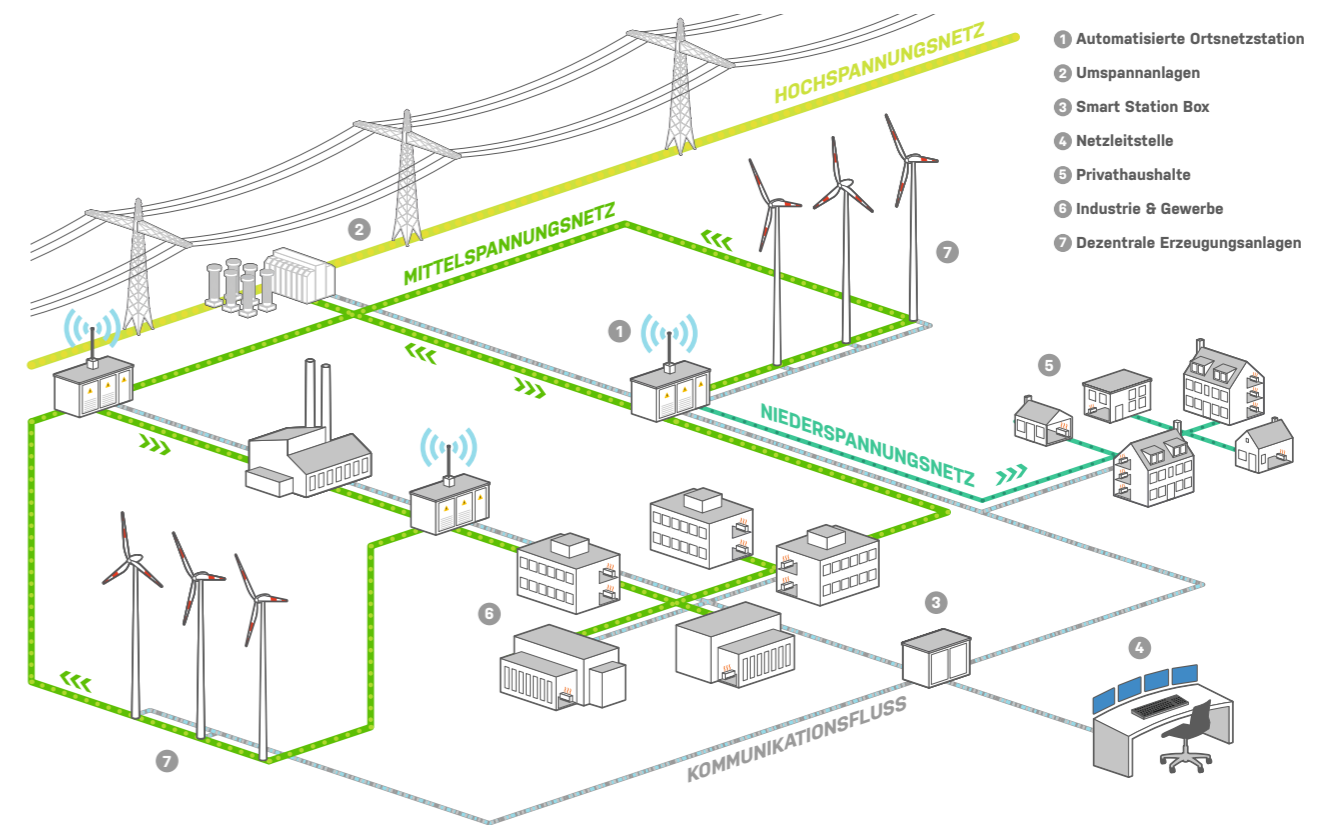 HOCHSPANNUNGSNETZ
1 Automatisierte Ortsnetzstation
2 Umspannanlagen
3 Smart Station Box
4 Netzleitstelle
5 Privathaushalte
6 Industrie & Gewerbe
7 Dezentrale Erzeugungsanlagen
2
MITTELSPANNUNGSNETZ
7
1
5
NIEDERSPANNUNGSNETZ
6
3
4
KOMMUNIKATIONSFLUSS
7